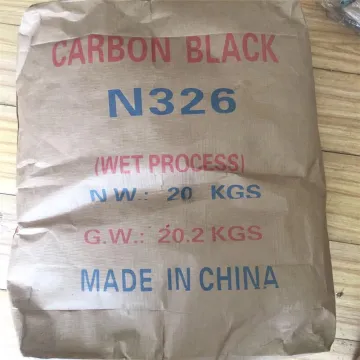 CARBON BLACK
N326
(WET PROCESS)
N.W.: 20 KGS
G.W.: 20.2 KGS
MADE IN CHINA